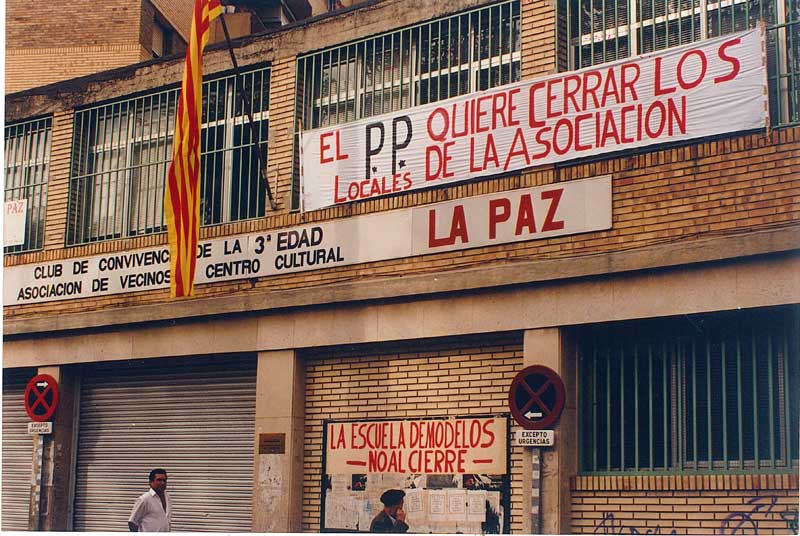 EL P.P. QUIERE CERRAR LOS
LOCALES DE LA ASOCIACION
PAZ
CLUB DE CONVIVENCIA DE LA 3ª EDAD
ASOCIACION DE VECINOS CENTRO CULTURAL
LA PAZ
EXCEPTO
URGENCIAS
LA ESCUELA DE MODELOS
—NO AL CIERRE—
EXCEPTO
URGENCIAS